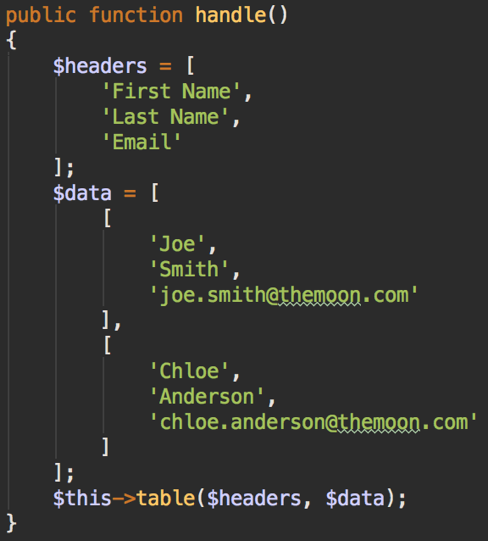 public function handle()
{
    $headers = [
        'First Name',
        'Last Name',
        'Email'
    ];
    $data = [
        [
            'Joe',
            'Smith',
            'joe.smith@themoon.com'
        ],
        [
            'Chloe',
            'Anderson',
            'chloe.anderson@themoon.com'
        ]
    ];
    $this->table($headers, $data);
}